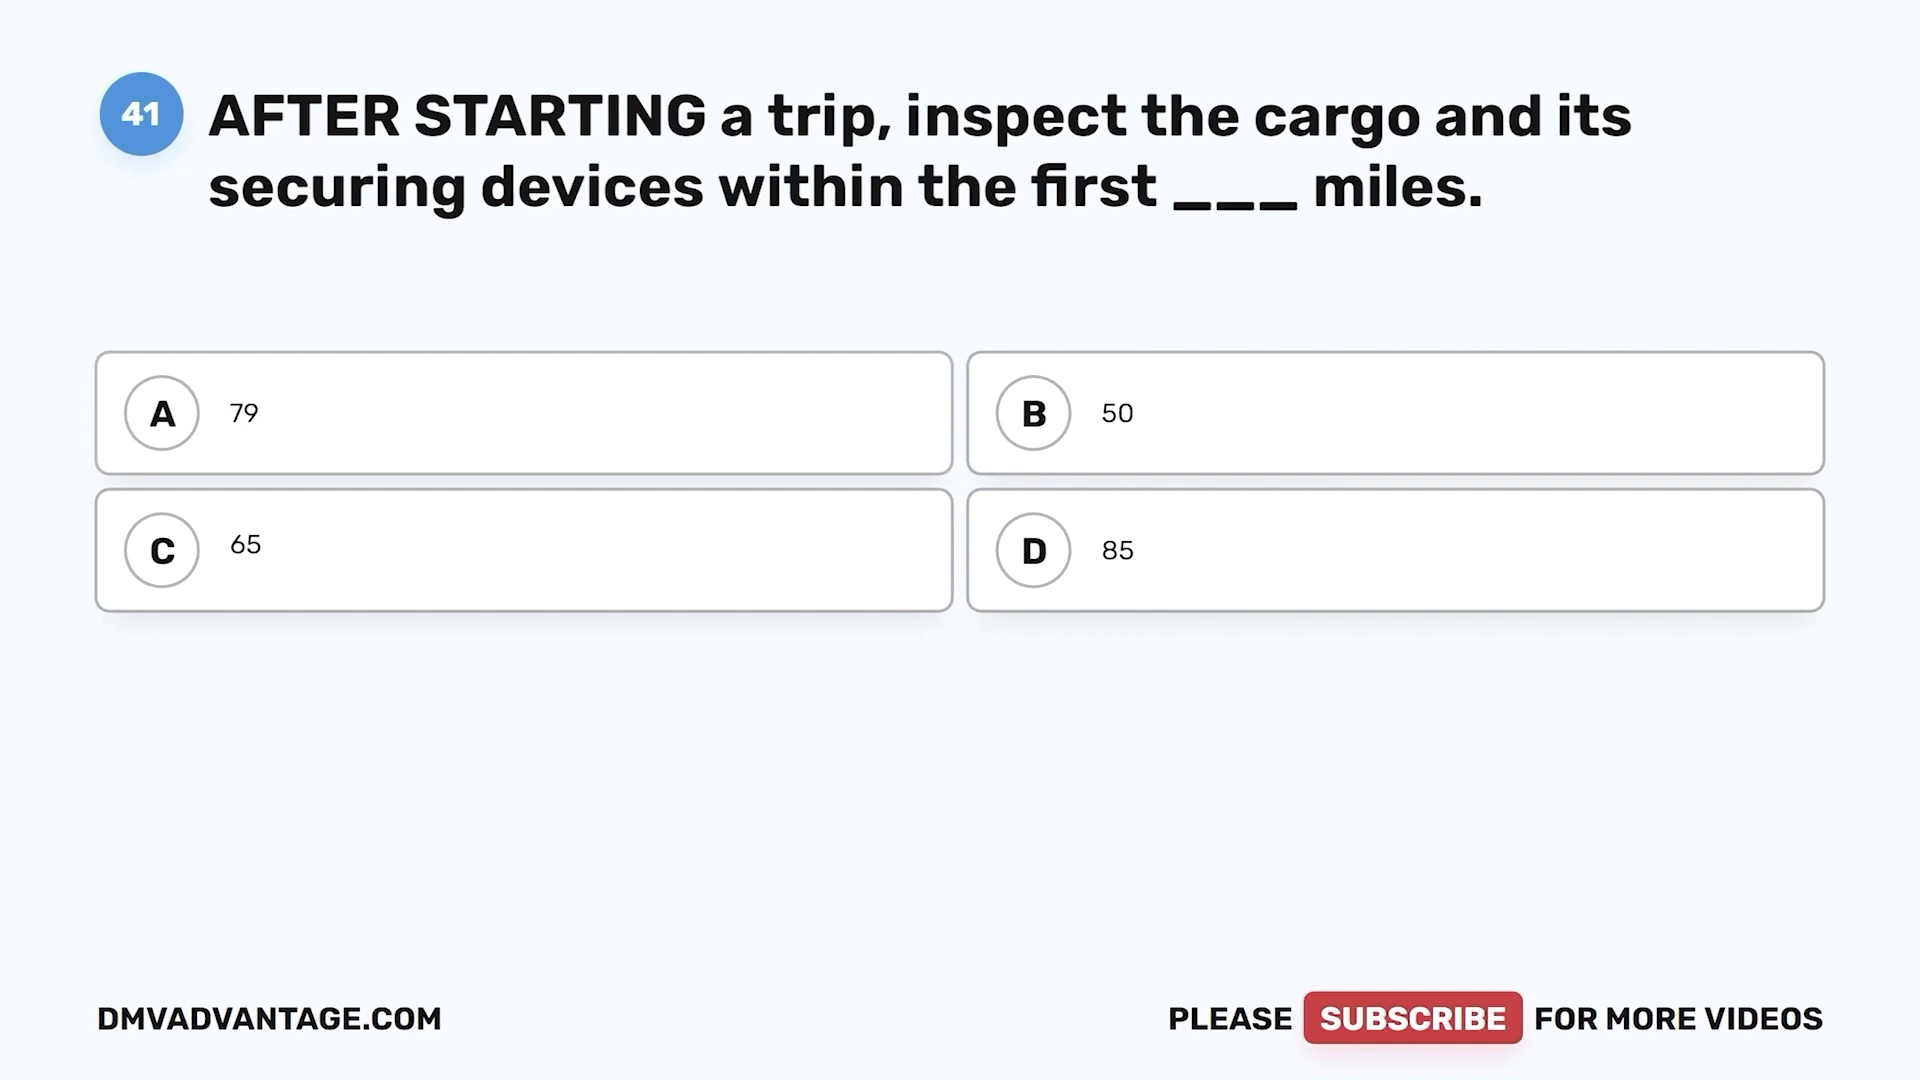 41
AFTER STARTING a trip, inspect the cargo and its
securing devices within the first ___ miles.
A 79
B 50
C 65
D 85
DMVADVANTAGE.COM
PLEASE SUBSCRIBE FOR MORE VIDEOS